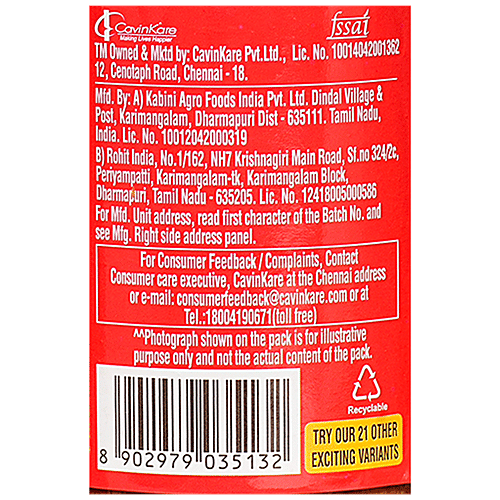 CavinKare
Making Lives Happier
fssai
TM Owned & Mktd by: CavinKare Pvt.Ltd., Lic. No. 10014042001362
12, Cenotaph Road, Chennai - 18.
Mfd. By: A) Kabini Agro Foods India Pvt. Ltd. Dindal Village &
Post, Karimangalam, Dharmapuri Dist - 635111. Tamil Nadu,
India. Lic. No. 10012042000319
B) Rohit India, No.1/162, NH7 Krishnagiri Main Road, Sf.no 324/2c,
Periyampatti, Karimangalam-tk, Karimangalam Block,
Dharmapuri, Tamil Nadu - 635205. Lic. No. 12418005000586
For Mfd. Unit address, read first character of the Batch No. and
see Mfg. Right side address panel.
For Consumer Feedback / Complaints, Contact
Consumer care executive, CavinKare at the Chennai address
or e-mail: consumerfeedback@cavinkare.com or at
Tel.:18004190671(toll free)
^^Photograph shown on the pack is for illustrative
purpose only and not the actual content of the pack.
Recyclable
TRY OUR 21 OTHER
EXCITING VARIANTS
8 902979 035132